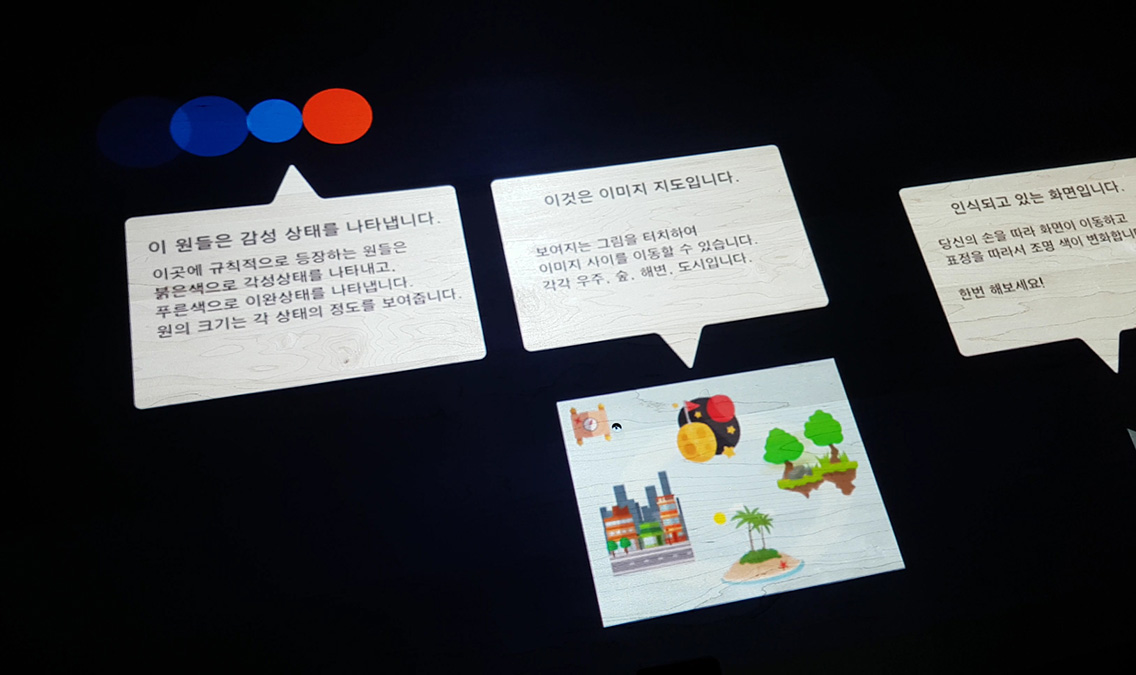 이 원들은 감성 상태를 나타냅니다.
이곳에 규칙적으로 등장하는 원들은
붉은색으로 각성상태를 나타내고,
푸른색으로 이완상태를 나타냅니다.
원의 크기는 각 상태의 정도를 보여줍니다.
이것은 이미지 지도입니다.
보여지는 그림을 터치하여
이미지 사이를 이동할 수 있습니다.
각각 우주, 숲, 해변, 도시입니다.
인식되고 있는 화면입니다.
당신의 손을 따라 화면이 이동하고
표정을 따라서 조명 색이 변화합니
한번 해보세요!